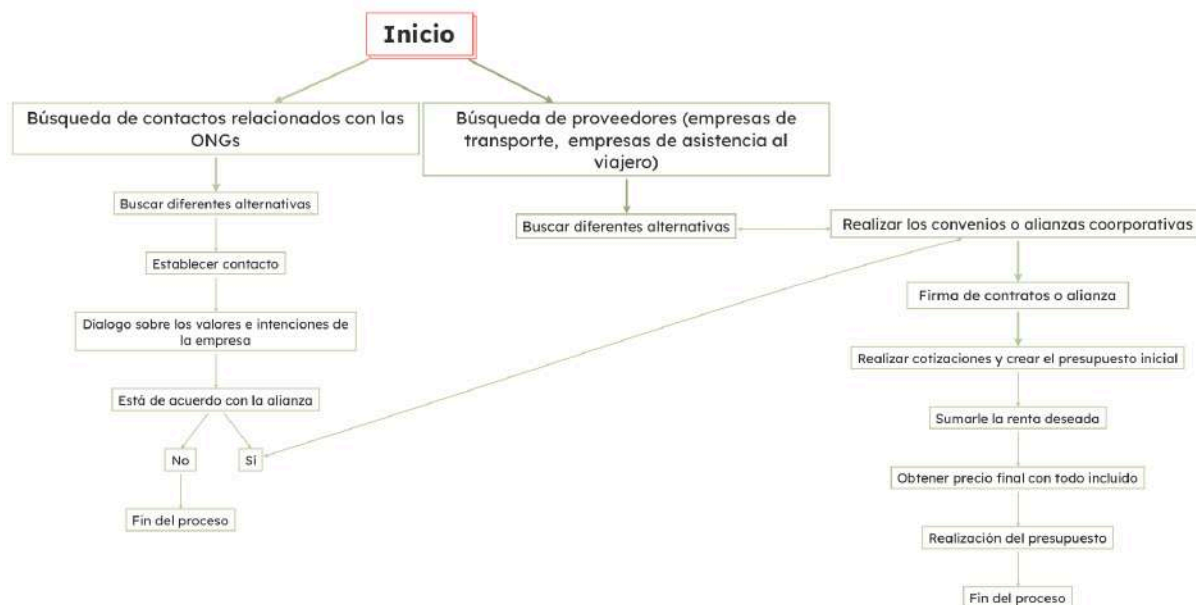 Inicio
Búsqueda de contactos relacionados con las
ONGs
Búsqueda de proveedores (empresas de
transporte, empresas de asistencia al
viajero)
Buscar diferentes alternativas
Establecer contacto
Dialogo sobre los valores e intenciones de
la empresa
Está de acuerdo con la alianza
No
Sí
Fin del proceso
Buscar diferentes alternativas
Realizar los convenios o alianzas coorporativas
Firma de contratos o alianza
Realizar cotizaciones y crear el presupuesto inicial
Sumarle la renta deseada
Obtener precio final con todo incluido
Realización del presupuesto
Fin del proceso